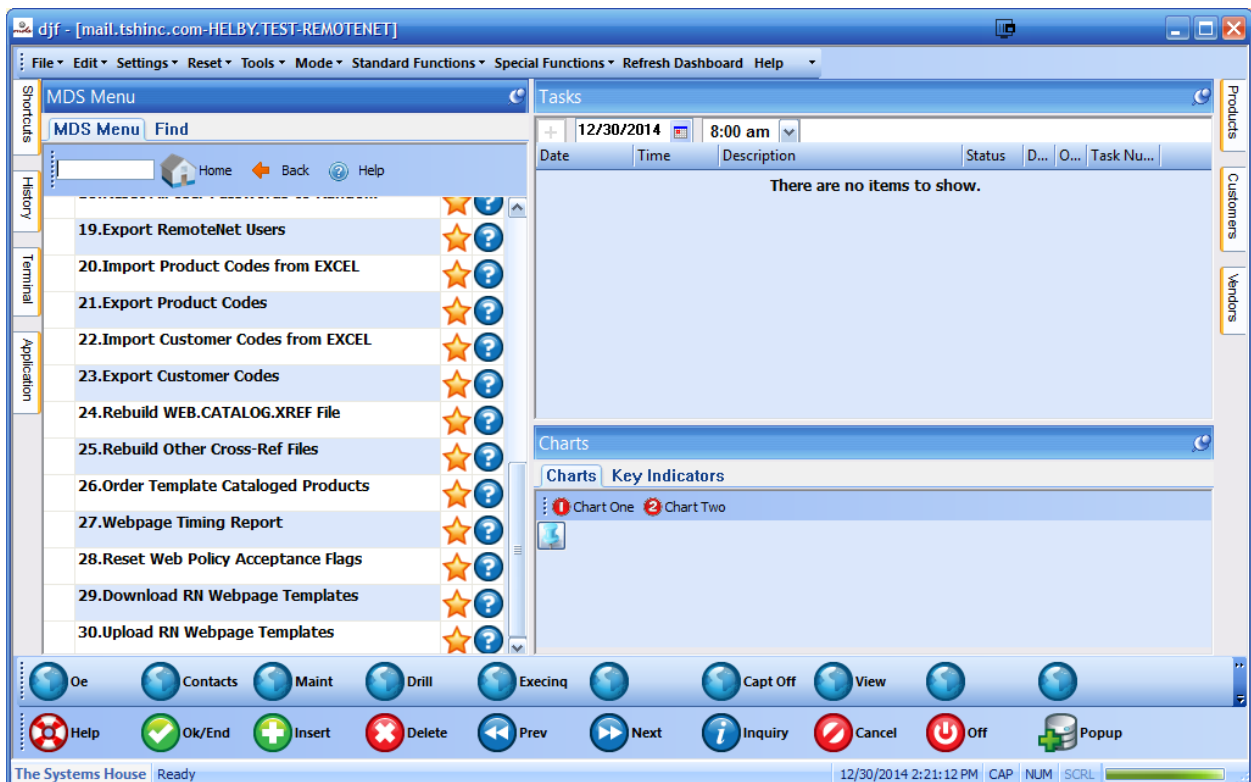 djf - [mail.tshinc.com-HELBY.TEST-REMOTENET]
File Edit Settings Reset Tools Mode Standard Functions Special Functions Refresh Dashboard Help
Shortcuts
History
Terminal
Application
MDS Menu
MDS Menu Find
Home Back Help
19.Export RemoteNet Users
20.Import Product Codes from EXCEL
21.Export Product Codes
22.Import Customer Codes from EXCEL
23.Export Customer Codes
24.Rebuild WEB.CATALOG.XREF File
25.Rebuild Other Cross-Ref Files
26.Order Template Cataloged Products
27.Webpage Timing Report
28.Reset Web Policy Acceptance Flags
29.Download RN Webpage Templates
30.Upload RN Webpage Templates
Tasks
12/30/2014 8:00 am
Date Time Description Status D... O... Task Nu...
There are no items to show.
Charts
Charts Key Indicators
1 Chart One 2 Chart Two
Products
Customers
Vendors
Oe Contacts Maint Drill Execinq Capt Off View
Help Ok/End Insert Delete Prev Next Inquiry Cancel Off Popup
The Systems House Ready 12/30/2014 2:21:12 PM CAP NUM SCRL